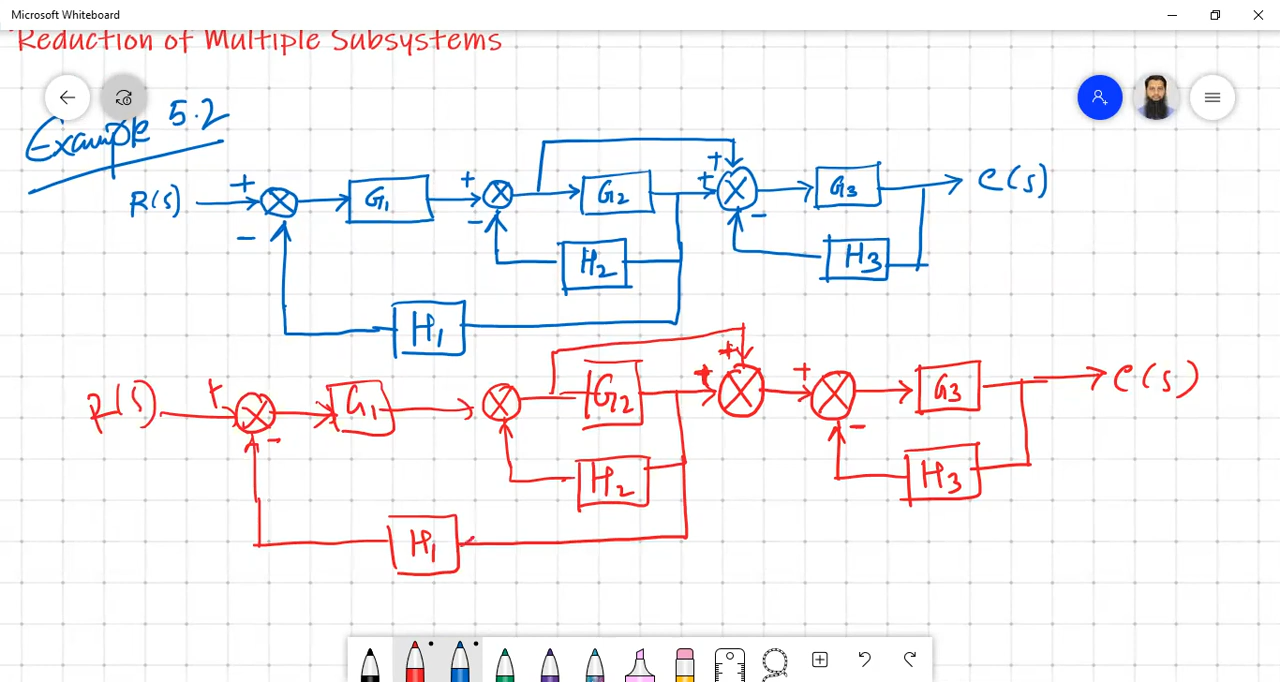 Microsoft Whiteboard
Reduction of Multiple Subsystems
Example 5.2
R(s) + - G1 + - G2 + + - G3 C(s)
H2 H3
H1
R(s) + - G1 G2 + + + - G3 C(s)
H2 H3
H1